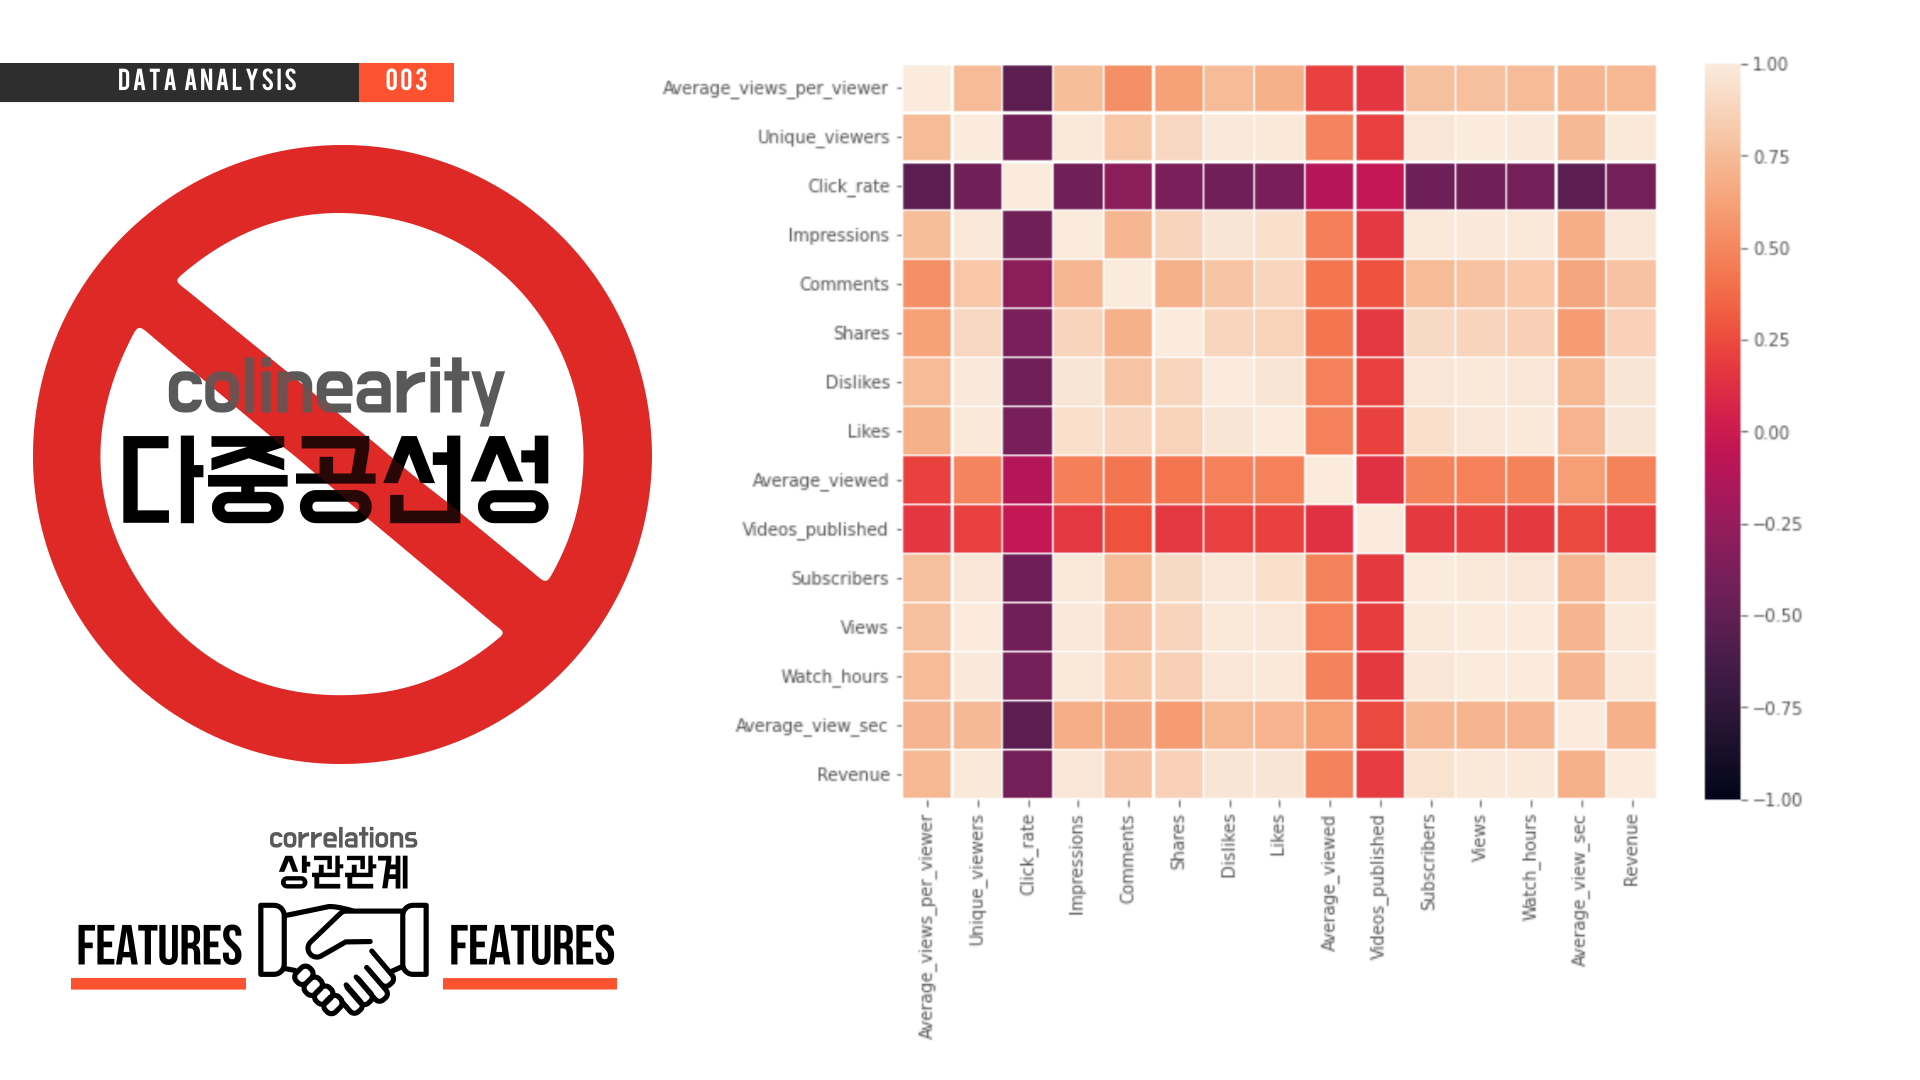 DATA ANALYSIS 003
colinearity
다중공선성
correlations
상관관계
FEATURES FEATURES
Average_views_per_viewer
Unique_viewers
Click_rate
Impressions
Comments
Shares
Dislikes
Likes
Average_viewed
Videos_published
Subscribers
Views
Watch_hours
Average_view_sec
Revenue
Average_views_per_viewer
Unique_viewers
Click_rate
Impressions
Comments
Shares
Dislikes
Likes
Average_viewed
Videos_published
Subscribers
Views
Watch_hours
Average_view_sec
Revenue
1.00
0.75
0.50
0.25
0.00
−0.25
−0.50
−0.75
−1.00